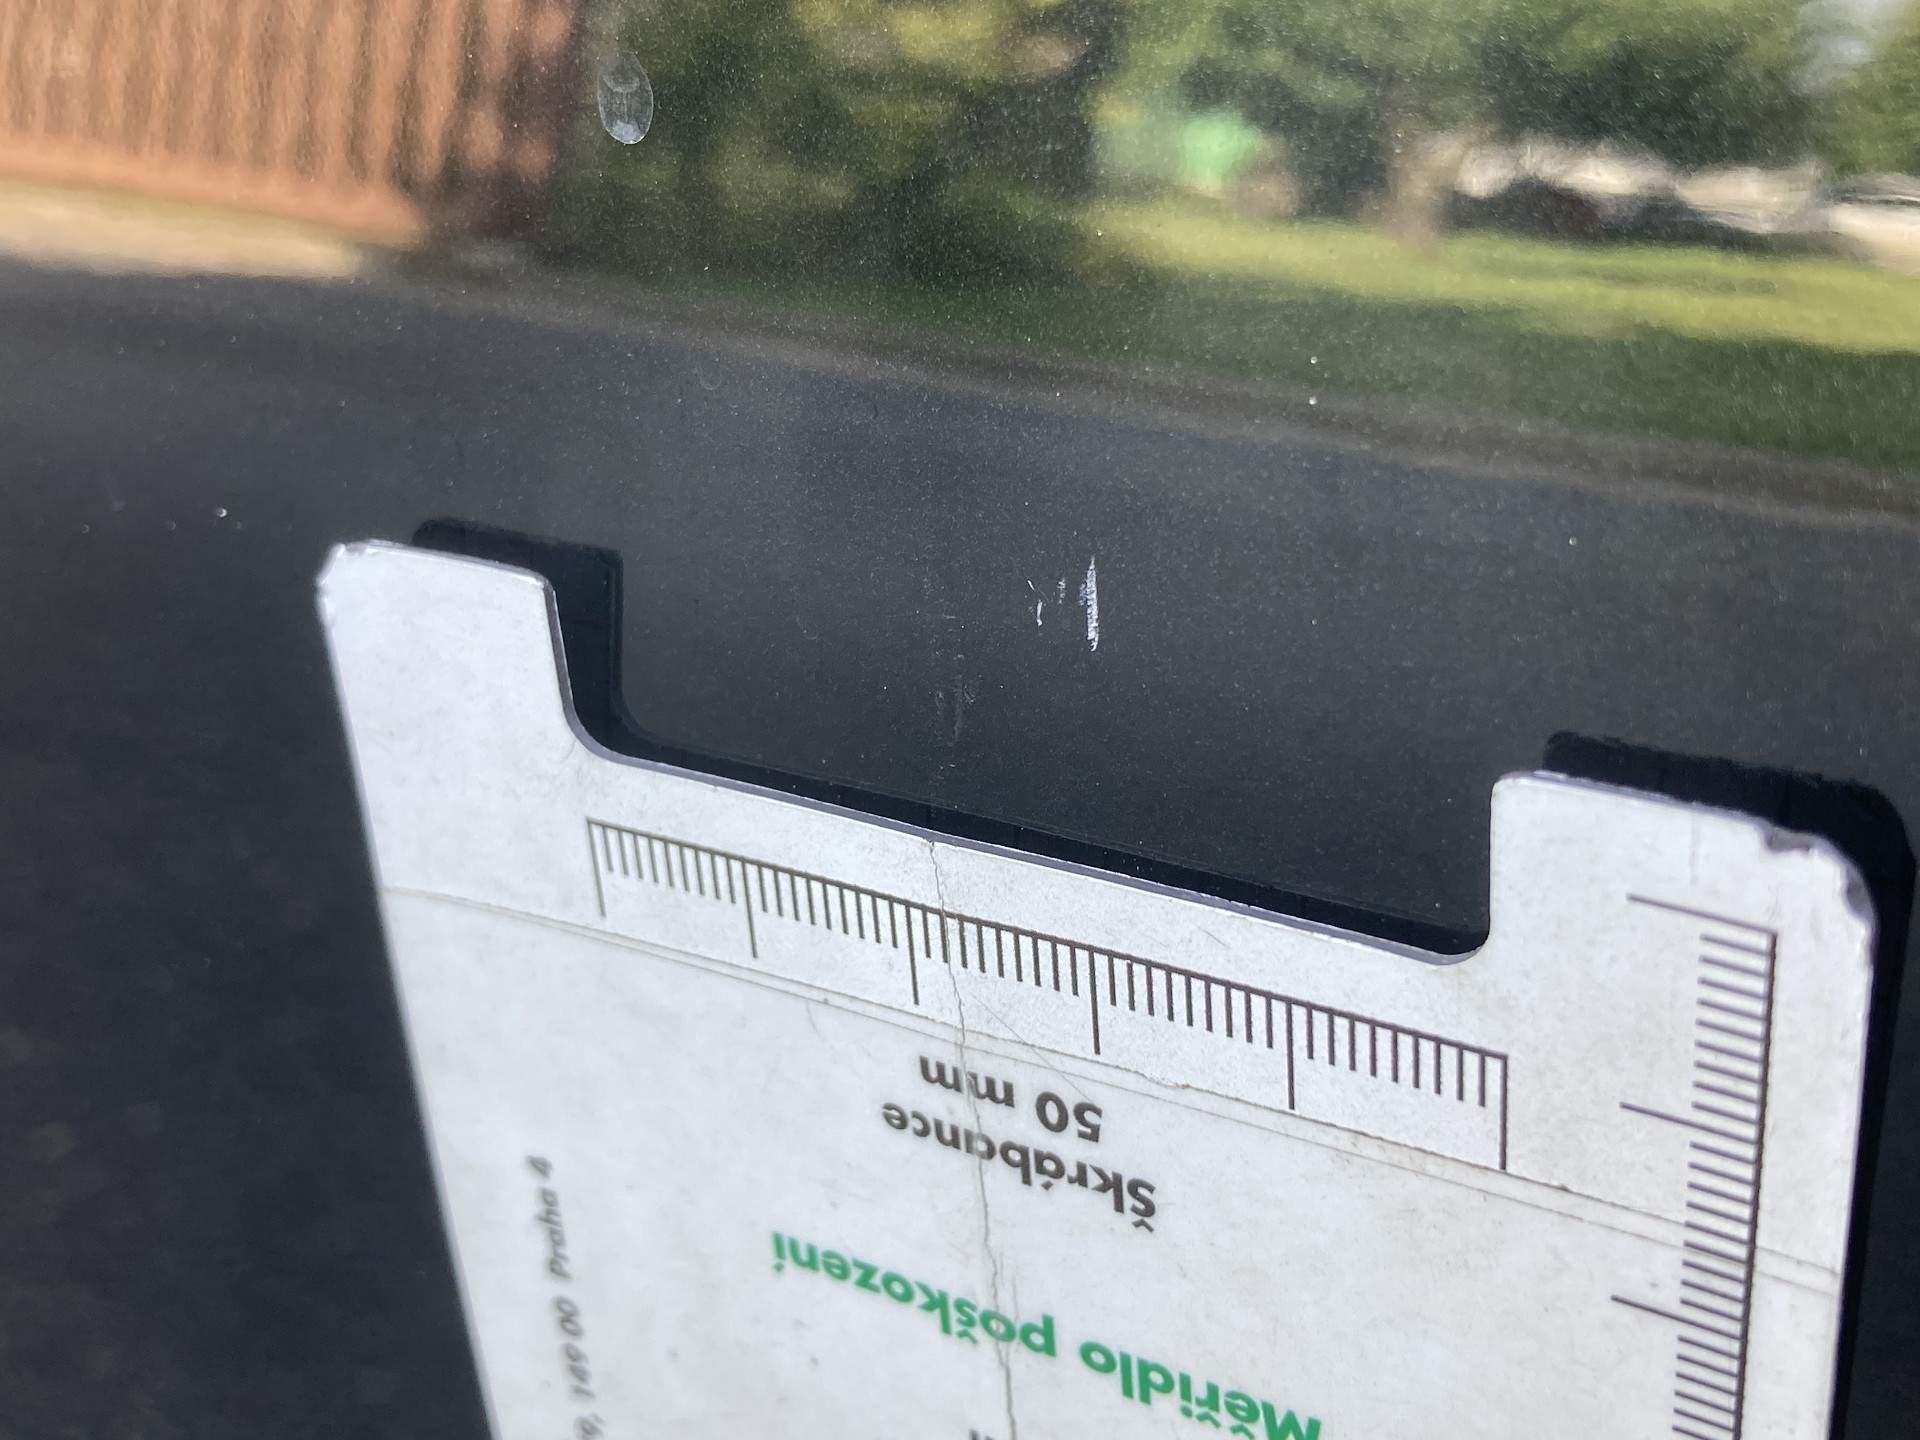 Měřidlo poškození
Škrábance
50 mm
149 00 Praha 4